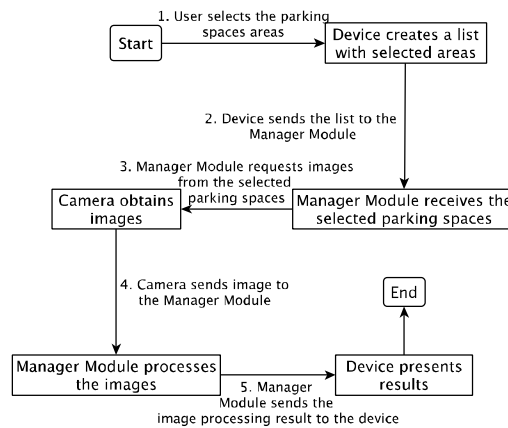 1. User selects the parking
spaces areas
Start
Device creates a list
with selected areas
2. Device sends the list to the
Manager Module
3. Manager Module requests images
from the selected
parking spaces
Camera obtains
images
Manager Module receives the
selected parking spaces
4. Camera sends image to
the Manager Module
End
Manager Module processes
the images
Device presents
results
5. Manager
Module sends the
image processing result to the device